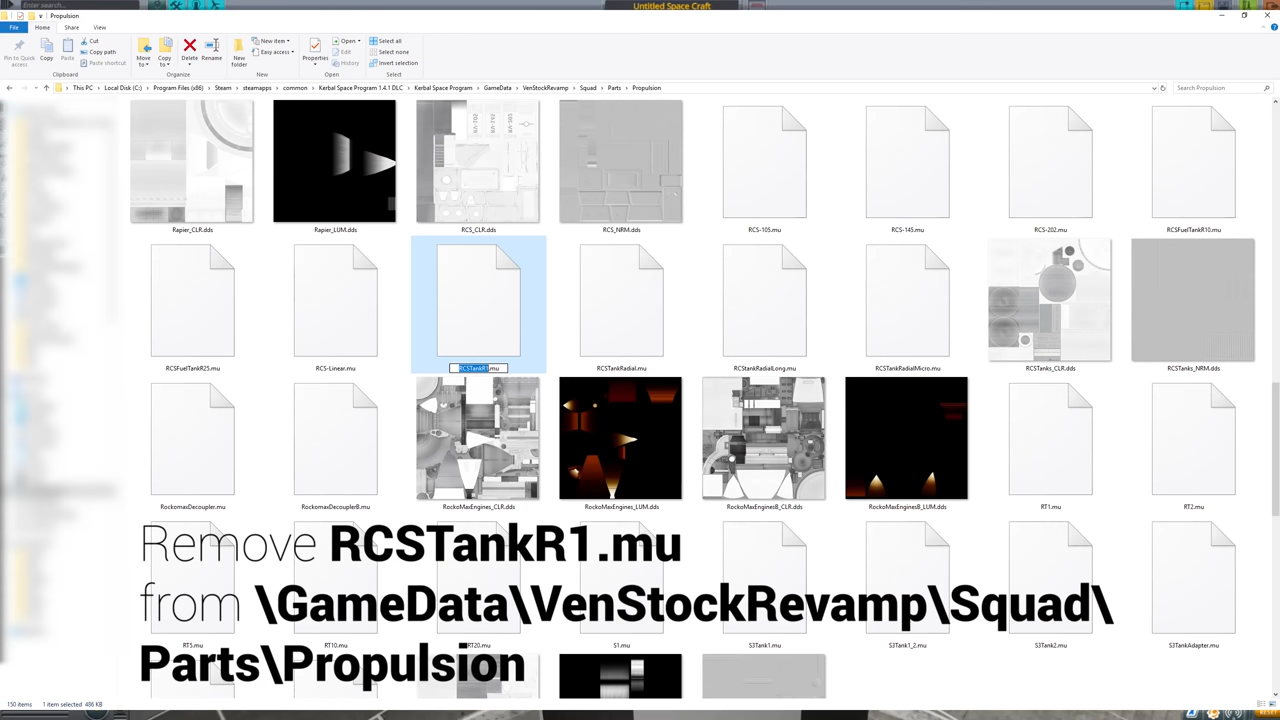 Enter search...
Untitled Space Craft
Propulsion
File Home Share View
Pin to Quick access
Copy
Paste
Cut
Copy path
Paste shortcut
Clipboard
Move to
Copy to
Delete
Rename
Organize
New folder
New item
Easy access
New
Properties
Open
Edit
History
Open
Select all
Select none
Invert selection
Select
This PC Local Disk (C:) Program Files (x86) Steam steamapps common Kerbal Space Program 1.4.1 DLC Kerbal Space Program GameData VenStockRevamp Squad Parts Propulsion
Search Propulsion
Rapier_CLR.dds Rapier_LUM.dds RCS_CLR.dds RCS_NRM.dds RCS-105.mu RCS-145.mu RCS-202.mu RCSFuelTankR10.mu
RCSFuelTankR25.mu RCS-Linear.mu RCSTankR1.mu RCSTankRadial.mu RCStankRadialLong.mu RCSTankRadialMicro.mu RCSTanks_CLR.dds RCSTanks_NRM.dds
RockomaxDecoupler.mu RockomaxDecouplerB.mu RockoMaxEngines_CLR.dds RockoMaxEngines_LUM.dds RockoMaxEnginesB_CLR.dds RockoMaxEnginesB_LUM.dds RT1.mu RT2.mu
Remove RCSTankR1.mu
from \GameData\VenStockRevamp\Squad\
RT5.mu RT10.mu RT20.mu S1.mu S3Tank1.mu S3Tank1_2.mu S3Tank2.mu S3TankAdapter.mu
Parts\Propulsion
150 items 1 item selected 486 KB
RESET